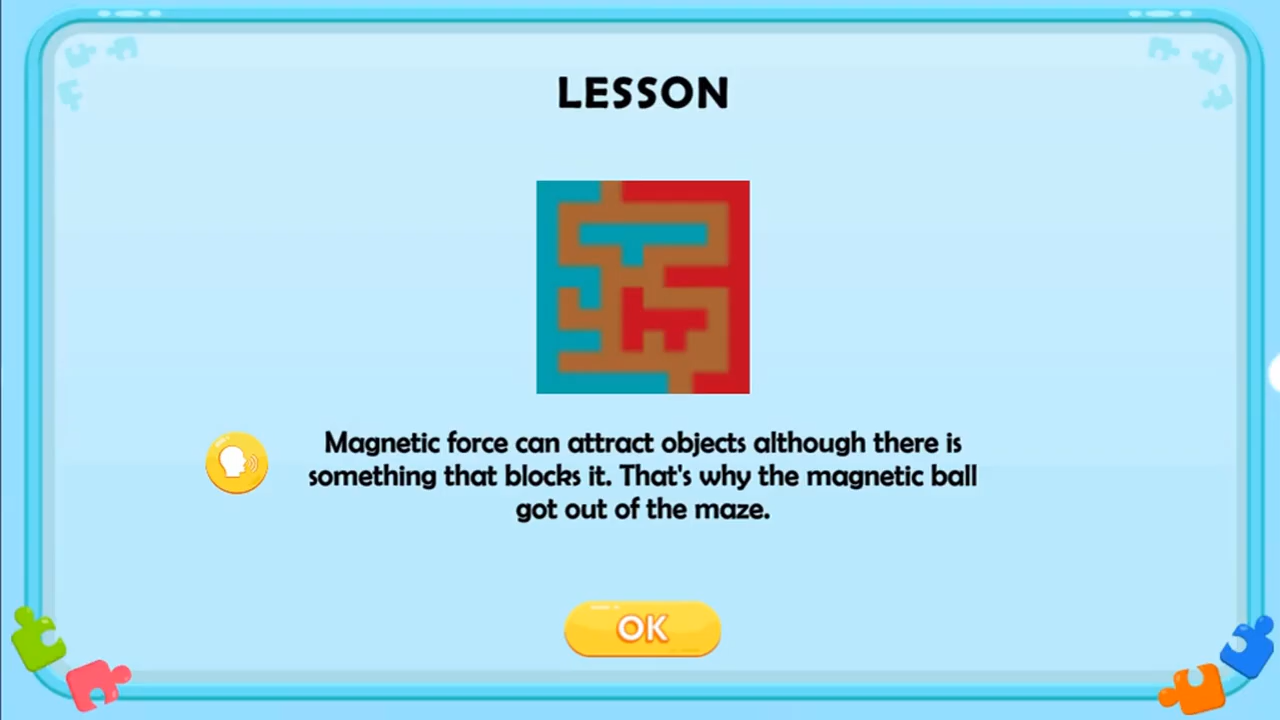 LESSON
Magnetic force can attract objects although there is
something that blocks it. That's why the magnetic ball
got out of the maze.
OK